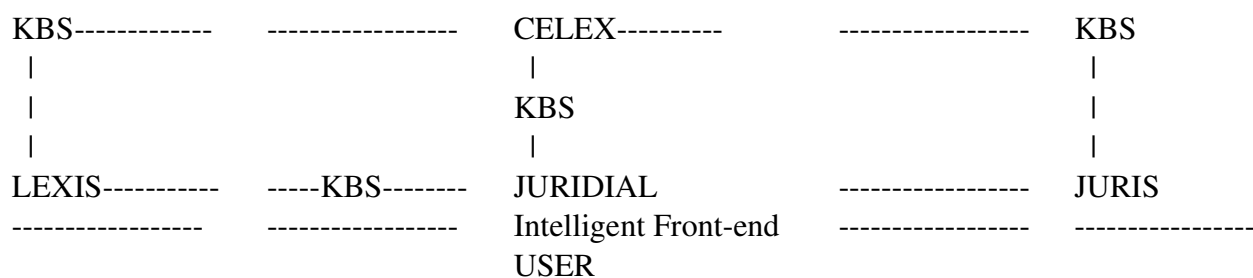 KBS------------- ------------------ CELEX---------- ------------------ KBS
| | |
| KBS |
| | |
LEXIS----------- -----KBS-------- JURIDIAL ------------------ JURIS
------------------ ------------------ Intelligent Front-end ------------------ -----------------
USER